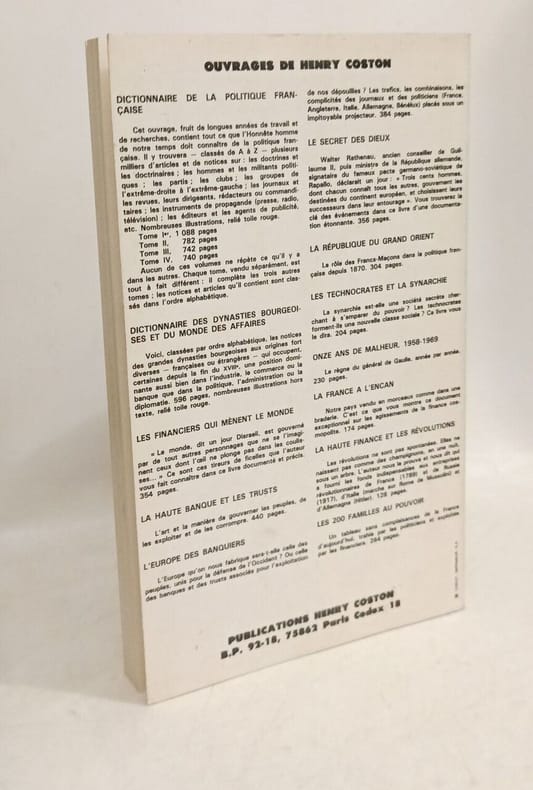 OUVRAGES DE HENRY COSTON
DICTIONNAIRE DE LA POLITIQUE FRAN-
ÇAISE
Cet ouvrage, fruit de longues années de travail et
de recherches, contient tout ce que l'Honnête homme
de notre temps doit connaître de la politique fran-
çaise. Il y trouvera — classés de A à Z — plusieurs
milliers d'articles et de notices sur : les doctrines et
les doctrinaires ; les hommes et les militants politi-
ques ; les partis ; les clubs ; les groupes de
l'extrême-droite à l'extrême-gauche ; les journaux et
les revues, leurs dirigeants, rédacteurs ou commandi-
taires ; les instruments de propagande (presse, radio,
télévision) ; les éditeurs et les agents de publicité,
etc. Nombreuses illustrations, relié toile rouge.
Tome Ier, 1 088 pages
Tome II, 782 pages
Tome III, 742 pages
Tome IV, 740 pages
Aucun de ces volumes ne répète ce qu'il y a
dans les autres. Chaque tome, vendu séparément, est
tout à fait différent : il complète les trois autres
tomes ; les notices et articles qu'il contient sont clas-
sés dans l'ordre alphabétique.
DICTIONNAIRE DES DYNASTIES BOURGEOI-
SES ET DU MONDE DES AFFAIRES
Voici, classées par ordre alphabétique, les notices
des grandes dynasties bourgeoises aux origines fort
diverses — françaises ou étrangères — qui occupent,
certaines depuis la fin du XVIIIe, une position domi-
nante aussi bien dans l'industrie, le commerce ou la
banque que dans la politique, l'administration ou la
diplomatie. 596 pages, nombreuses illustrations hors
texte, relié toile rouge.
LES FINANCIERS QUI MÈNENT LE MONDE
« Le monde, dit un jour Disraeli, est gouverné
par de tout autres personnages que ne se l'imagi-
nent ceux dont l'œil ne plonge pas dans les coulis-
ses... » Ce sont ces tireurs de ficelles que l'auteur
vous fait connaître dans ce livre documenté et précis.
354 pages.
LA HAUTE BANQUE ET LES TRUSTS
L'art et la manière de gouverner les peuples, de
les exploiter et de les corrompre. 440 pages.
L'EUROPE DES BANQUIERS
L'Europe qu'on nous fabrique sera-t-elle celle des
peuples, unis pour la défense de l'Occident ? Ou celle
des banques et des trusts associés pour l'exploitation
de nos dépouilles ? Les trafics, les combinaisons, les
complicités des journaux et des politiciens (France,
Angleterre, Italie, Allemagne, Bénélux) placés sous un
impitoyable projecteur. 384 pages.
LE SECRET DES DIEUX
Walter Rathenau, ancien conseiller de Guil-
laume II, puis ministre de la République allemande,
signataire du fameux pacte germano-soviétique de
Rapallo, déclarait un jour : « Trois cents hommes,
dont chacun connaît tous les autres, gouvernent les
destinées du continent européen, et choisissent leurs
successeurs dans leur entourage ». Vous trouverez la
clé des événements dans ce livre d'une documenta-
tion étonnante. 356 pages.
LA RÉPUBLIQUE DU GRAND ORIENT
Le rôle des Francs-Maçons dans la politique fran-
çaise depuis 1870. 304 pages.
LES TECHNOCRATES ET LA SYNARCHIE
La synarchie est-elle une société secrète cher-
chant à s'emparer du pouvoir ? Les technocrates
forment-ils une nouvelle classe sociale ? Ce livre vous
le dira. 204 pages.
ONZE ANS DE MALHEUR, 1958-1969
Le règne du général de Gaulle, année par année.
230 pages.
LA FRANCE A L'ENCAN
Notre pays vendu en morceaux comme dans une
braderie. C'est ce que vous montre ce document
exceptionnel sur les agissements de la finance cos-
mopolite. 174 pages.
LA HAUTE FINANCE ET LES RÉVOLUTIONS
Les révolutions ne sont pas spontanées. Elles ne
naissent pas comme des champignons, en une nuit,
sous un arbre. L'auteur nous le prouve et nous dit qui
a fourni les fonds indispensables aux entreprises
révolutionnaires de France (1789) et de Russie
(1917), d'Italie (marche sur Rome de Mussolini) et
d'Allemagne (Hitler). 128 pages.
LES 200 FAMILLES AU POUVOIR
Un tableau sans complaisances de la France
d'aujourd'hui, trahie par les politiciens et exploitée
par les financiers. 284 pages.
PUBLICATIONS HENRY COSTON
B.P. 92-18, 75862 Paris Cedex 18